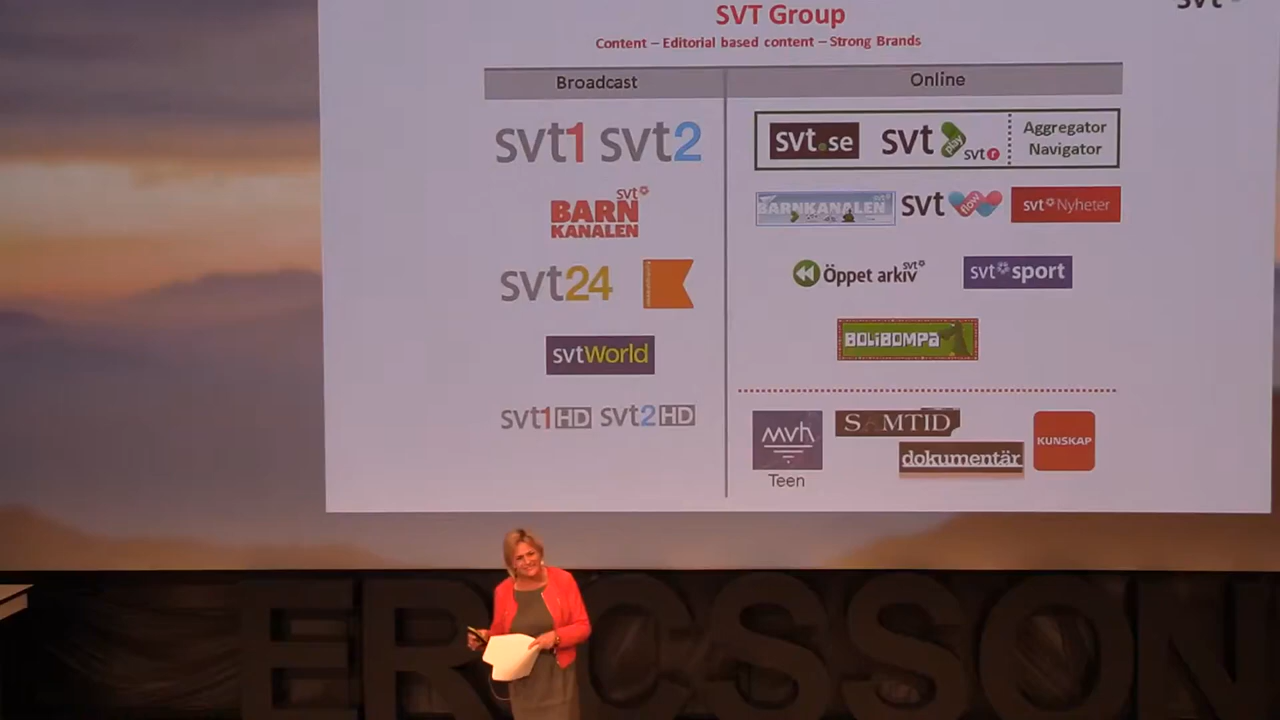 SVT Group
svt
Content – Editorial based content – Strong Brands
Broadcast
Online
svt1 svt2
svt.se svt play svt r
Aggregator
Navigator
svt
BARN
KANALEN
BARNKANALEN svt flow svt Nyheter
svt24
Öppet arkiv svt
svt sport
BOLIBOMPA
svtWorld
svt1HD svt2HD
mvh
SAMTID
dokumentär
KUNSKAP
Teen
ERICSSON